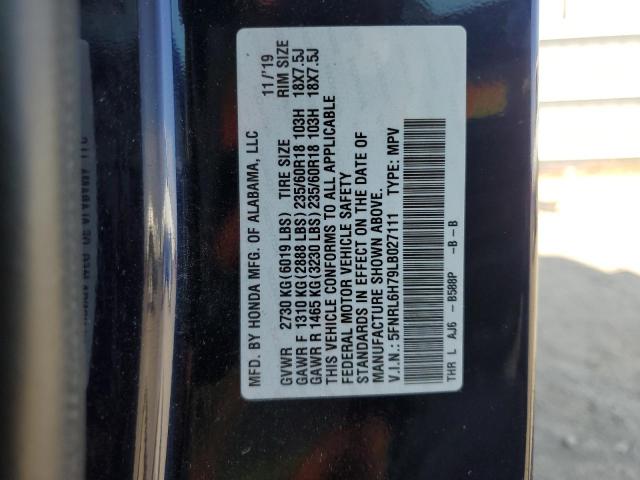 MFD. BY HONDA MFG. OF ALABAMA, LLC 11/'19
GVWR 2730 KG (6019 LBS) TIRE SIZE RIM SIZE
GAWR F 1310 KG (2888 LBS) 235/60R18 103H 18X7.5J
GAWR R 1465 KG (3230 LBS) 235/60R18 103H 18X7.5J
THIS VEHICLE CONFORMS TO ALL APPLICABLE
FEDERAL MOTOR VEHICLE SAFETY
STANDARDS IN EFFECT ON THE DATE OF
MANUFACTURE SHOWN ABOVE.
V.I.N.: 5FNRL6H79LB027111 TYPE: MPV
THR L AJ6 - B588P -B-B